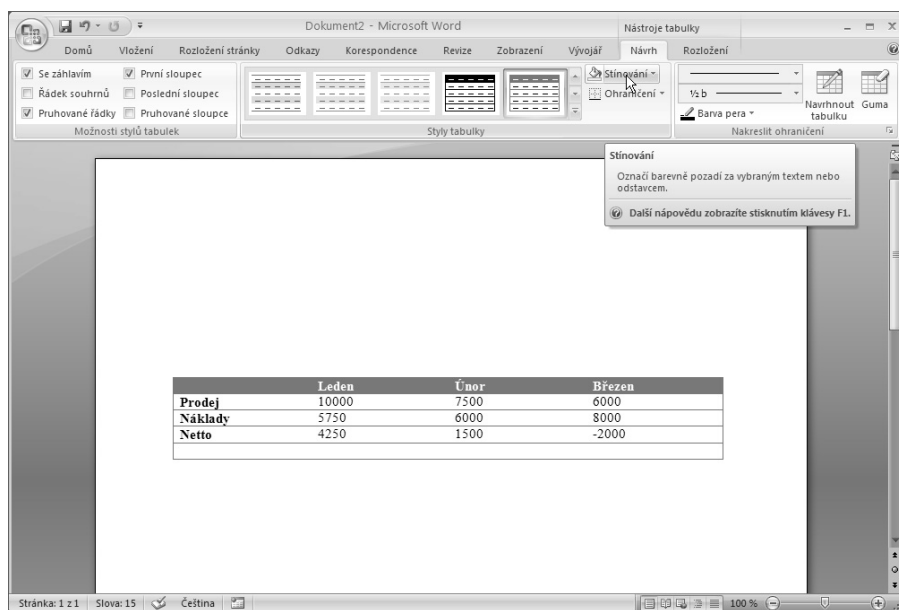 Dokument2 - Microsoft Word
Nástroje tabulky
Domů Vložení Rozložení stránky Odkazy Korespondence Revize Zobrazení Vývojář Návrh Rozložení
Se záhlavím
První sloupec
Řádek souhrnů
Poslední sloupec
Pruhované řádky
Pruhované sloupce
Možnosti stylů tabulek
Styly tabulky
Stínování
Ohraničení
½ b
Barva pera
Navrhnout tabulku
Guma
Nakreslit ohraničení
Stínování
Označí barevně pozadí za vybraným textem nebo
odstavcem.
Další nápovědu zobrazíte stisknutím klávesy F1.
Leden Únor Březen
Prodej 10000 7500 6000
Náklady 5750 6000 8000
Netto 4250 1500 -2000
Stránka: 1 z 1 Slova: 15 Čeština 100 %